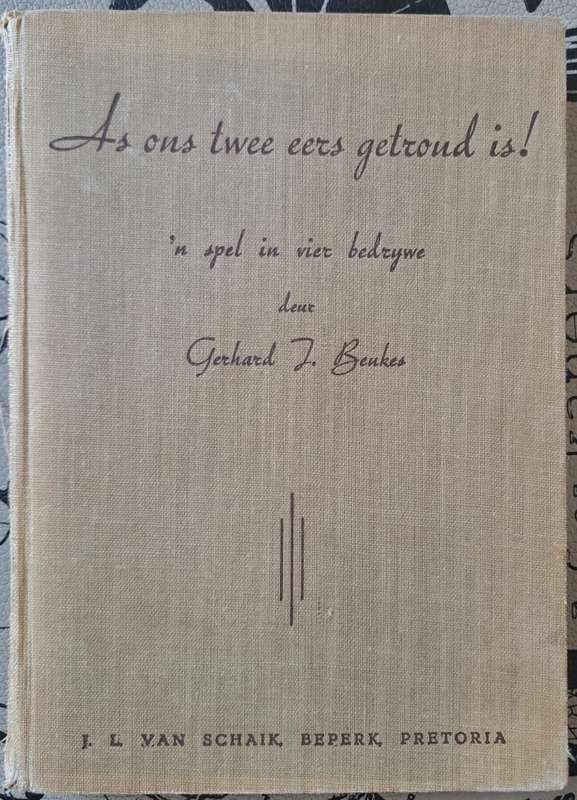 As ons twee eers getroud is!
'n spel in vier bedrywe
deur
Gerhard J. Beukes
J. L. VAN SCHAIK, BEPERK, PRETORIA